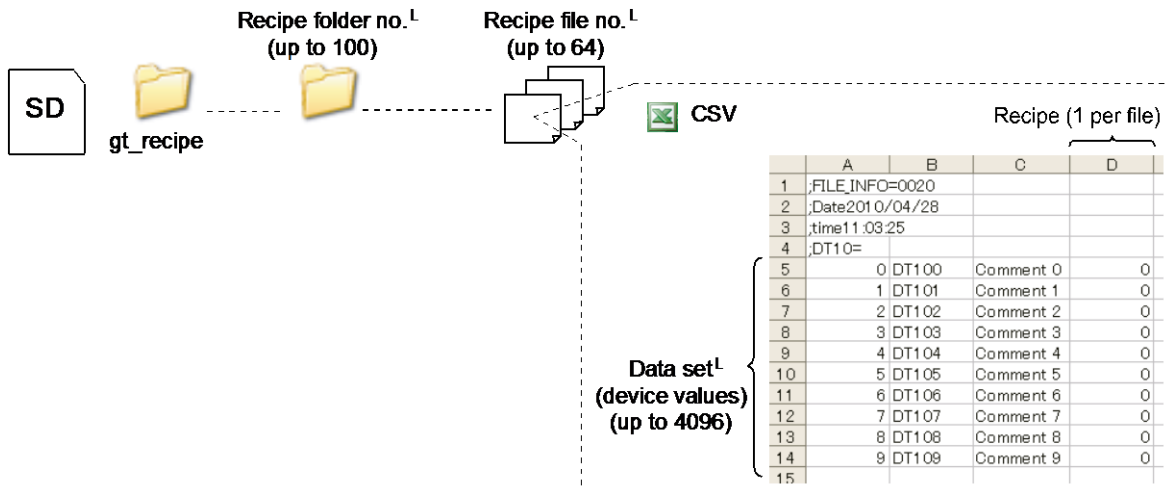 Recipe folder no.L
(up to 100)
Recipe file no.L
(up to 64)
SD
gt_recipe
CSV
Recipe (1 per file)
A B C D
1 ;FILE_INFO=0020
2 ;Date2010/04/28
3 ;time11:03:25
4 ;DT10=
5 0 DT100 Comment 0 0
6 1 DT101 Comment 1 0
7 2 DT102 Comment 2 0
8 3 DT103 Comment 3 0
9 4 DT104 Comment 4 0
10 5 DT105 Comment 5 0
11 6 DT106 Comment 6 0
12 7 DT107 Comment 7 0
13 8 DT108 Comment 8 0
14 9 DT109 Comment 9 0
15
Data setL
(device values)
(up to 4096)